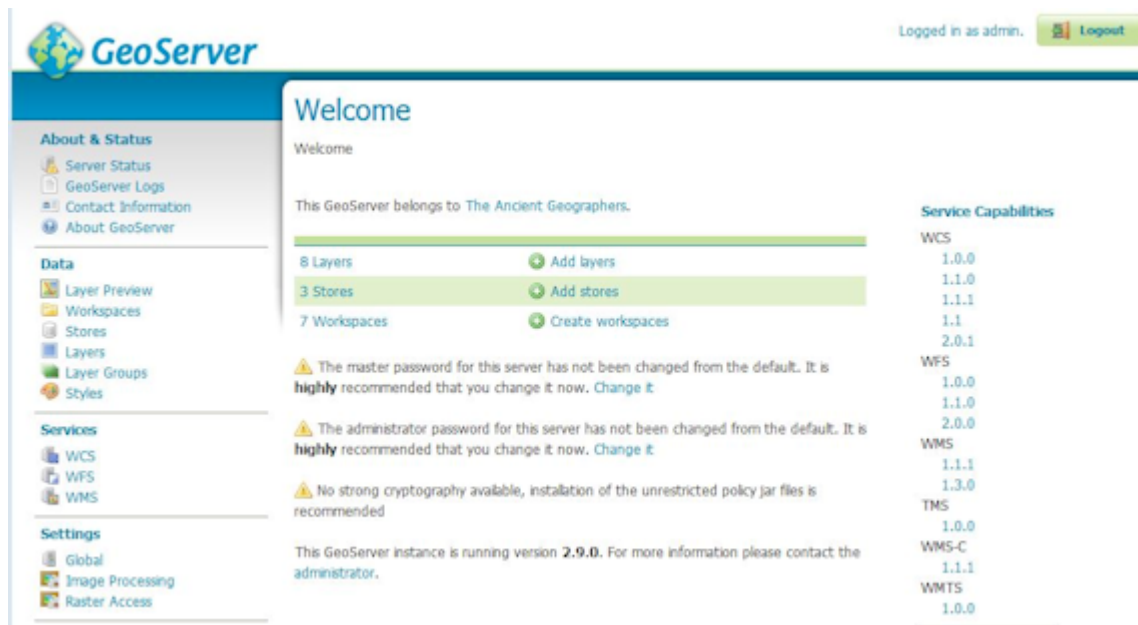 GeoServer
Logged in as admin.
Logout
About & Status
Server Status
GeoServer Logs
Contact Information
About GeoServer
Data
Layer Preview
Workspaces
Stores
Layers
Layer Groups
Styles
Services
WCS
WFS
WMS
Settings
Global
Image Processing
Raster Access
Welcome
Welcome
This GeoServer belongs to The Ancient Geographers.
8 Layers Add layers
3 Stores Add stores
7 Workspaces Create workspaces
The master password for this server has not been changed from the default. It is
highly recommended that you change it now. Change it
The administrator password for this server has not been changed from the default. It is
highly recommended that you change it now. Change it
No strong cryptography available, installation of the unrestricted policy jar files is
recommended
This GeoServer instance is running version 2.9.0. For more information please contact the
administrator.
Service Capabilities
WCS
1.0.0
1.1.0
1.1.1
1.1
2.0.1
WFS
1.0.0
1.1.0
2.0.0
WMS
1.1.1
1.3.0
TMS
1.0.0
WMS-C
1.1.1
WMTS
1.0.0